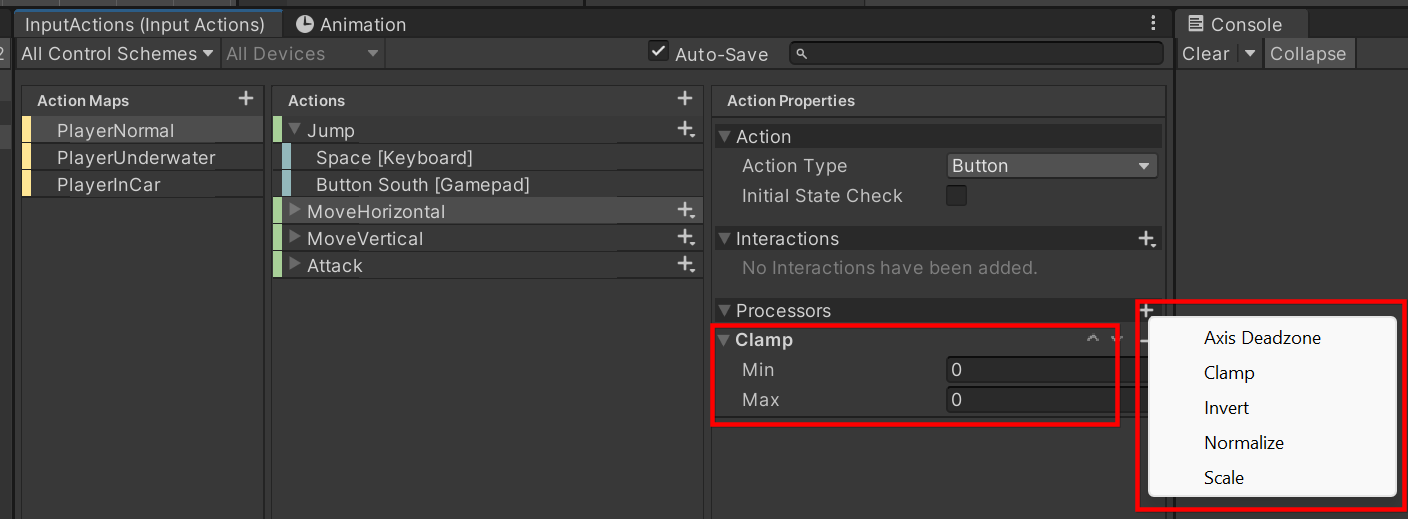 InputActions (Input Actions)
Animation
Console
2
All Control Schemes
All Devices
Auto-Save
Clear
Collapse
Action Maps
PlayerNormal
PlayerUnderwater
PlayerInCar
Actions
Jump
Space [Keyboard]
Button South [Gamepad]
MoveHorizontal
MoveVertical
Attack
Action Properties
Action
Action Type
Button
Initial State Check
Interactions
No Interactions have been added.
Processors
Clamp
Min
0
Max
0
Axis Deadzone
Clamp
Invert
Normalize
Scale